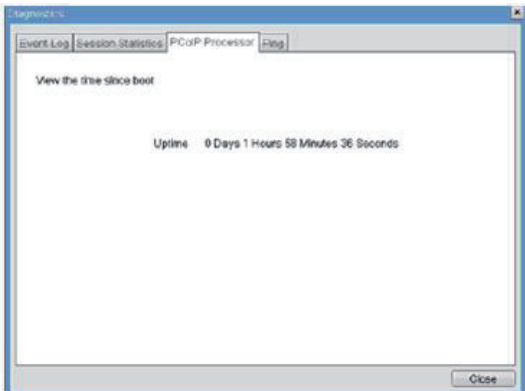 Diagnostics
Event Log Session Statistics PCoIP Processor Ping
View the time since boot
Uptime 0 Days 1 Hours 58 Minutes 36 Seconds
Close